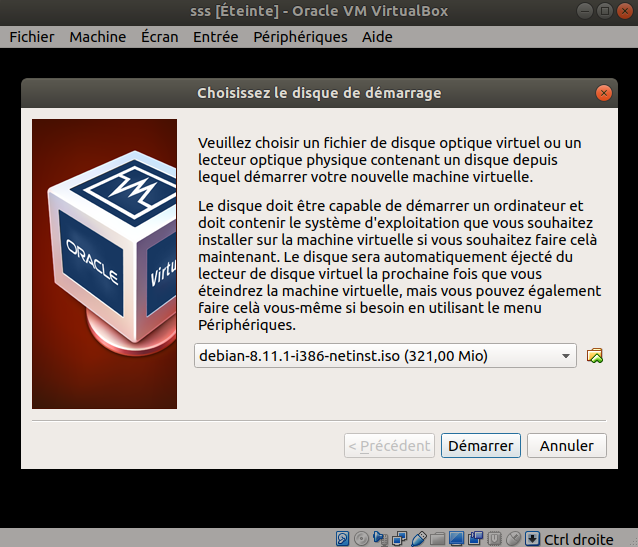 sss [Éteinte] - Oracle VM VirtualBox
Fichier Machine Écran Entrée Périphériques Aide
Choisissez le disque de démarrage
Veuillez choisir un fichier de disque optique virtuel ou un
lecteur optique physique contenant un disque depuis
lequel démarrer votre nouvelle machine virtuelle.
Le disque doit être capable de démarrer un ordinateur et
doit contenir le système d'exploitation que vous souhaitez
installer sur la machine virtuelle si vous souhaitez faire celà
maintenant. Le disque sera automatiquement éjecté du
lecteur de disque virtuel la prochaine fois que vous
éteindrez la machine virtuelle, mais vous pouvez également
faire celà vous-même si besoin en utilisant le menu
Périphériques.
ORACLE
Virtu
debian-8.11.1-i386-netinst.iso (321,00 Mio)
< Précédent Démarrer Annuler
Ctrl droite